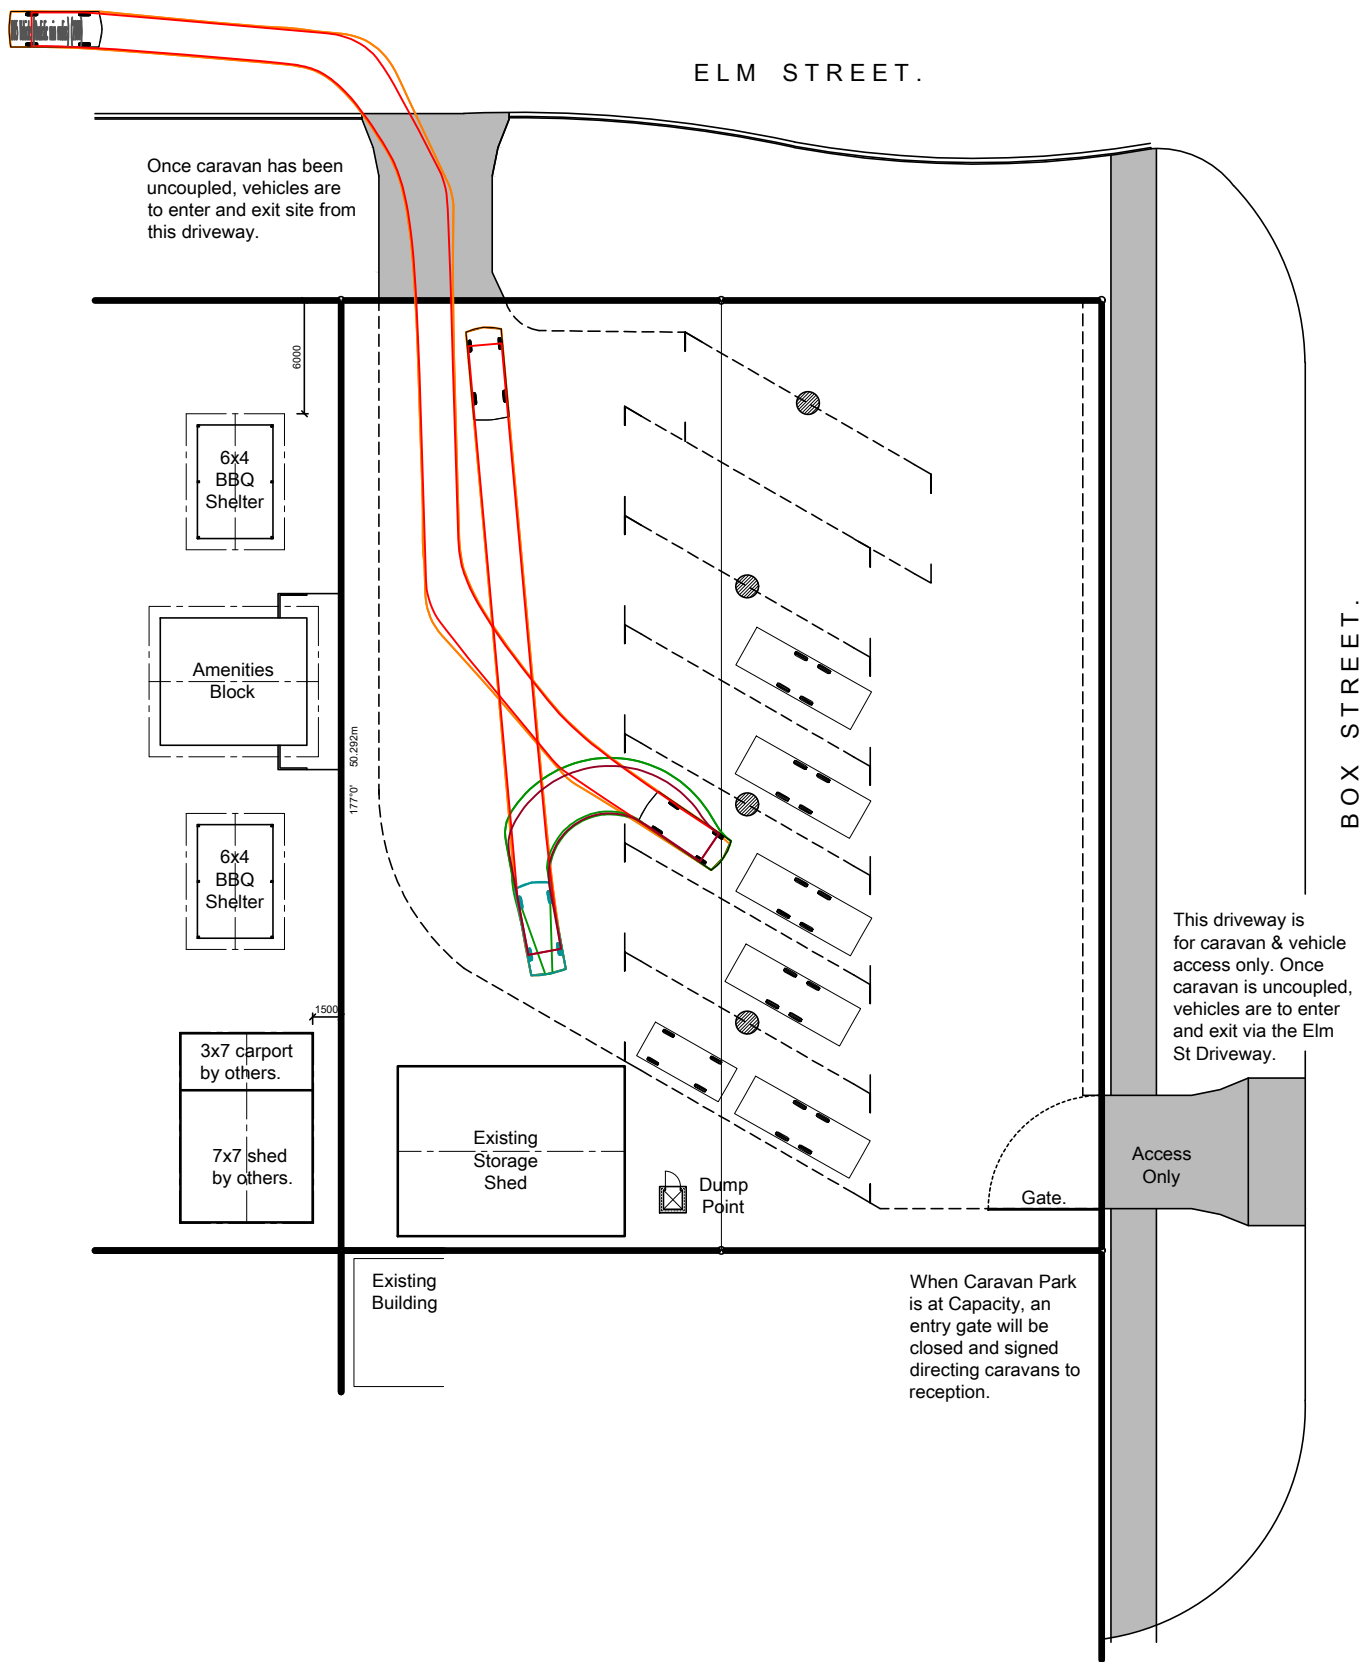 ELM STREET.
Once caravan has been
uncoupled, vehicles are
to enter and exit site from
this driveway.
6000
6x4
BBQ
Shelter
Amenities
Block
177°0' 50.292m
BOX STREET.
6x4
BBQ
Shelter
This driveway is
for caravan & vehicle
access only. Once
caravan is uncoupled,
vehicles are to enter
and exit via the Elm
St Driveway.
1500
3x7 carport
by others.
7x7 shed
by others.
Existing
Storage
Shed
Dump
Point
Gate.
Access
Only
Existing
Building
When Caravan Park
is at Capacity, an
entry gate will be
closed and signed
directing caravans to
reception.